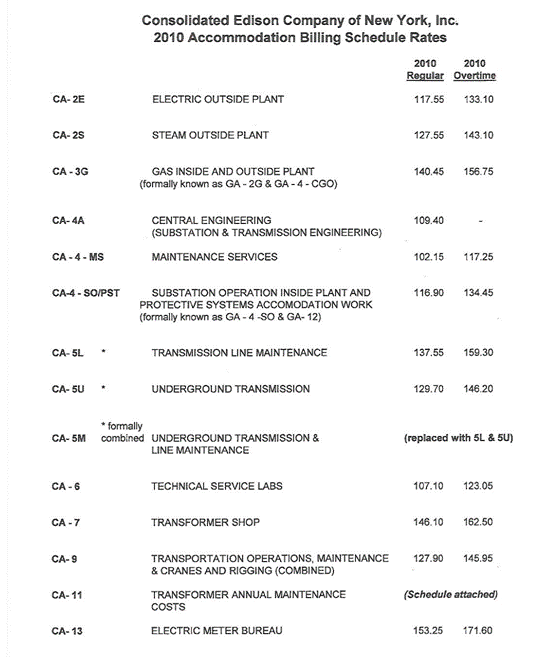 Consolidated Edison Company of New York, Inc.
2010 Accommodation Billing Schedule Rates
2010 2010
Regular Overtime
CA- 2E ELECTRIC OUTSIDE PLANT 117.55 133.10
CA- 2S STEAM OUTSIDE PLANT 127.55 143.10
CA - 3G GAS INSIDE AND OUTSIDE PLANT 140.45 156.75
(formally known as GA - 2G & GA - 4 - CGO)
CA- 4A CENTRAL ENGINEERING 109.40 -
(SUBSTATION & TRANSMISSION ENGINEERING)
CA - 4 - MS MAINTENANCE SERVICES 102.15 117.25
CA-4 - SO/PST SUBSTATION OPERATION INSIDE PLANT AND 116.90 134.45
PROTECTIVE SYSTEMS ACCOMODATION WORK
(formally known as GA - 4 -SO & GA- 12)
CA- 5L * TRANSMISSION LINE MAINTENANCE 137.55 159.30
CA- 5U * UNDERGROUND TRANSMISSION 129.70 146.20
* formally
CA- 5M combined UNDERGROUND TRANSMISSION & (replaced with 5L & 5U)
LINE MAINTENANCE
CA - 6 TECHNICAL SERVICE LABS 107.10 123.05
CA - 7 TRANSFORMER SHOP 146.10 162.50
CA- 9 TRANSPORTATION OPERATIONS, MAINTENANCE 127.90 145.95
& CRANES AND RIGGING (COMBINED)
CA- 11 TRANSFORMER ANNUAL MAINTENANCE (Schedule attached)
COSTS
CA- 13 ELECTRIC METER BUREAU 153.25 171.60